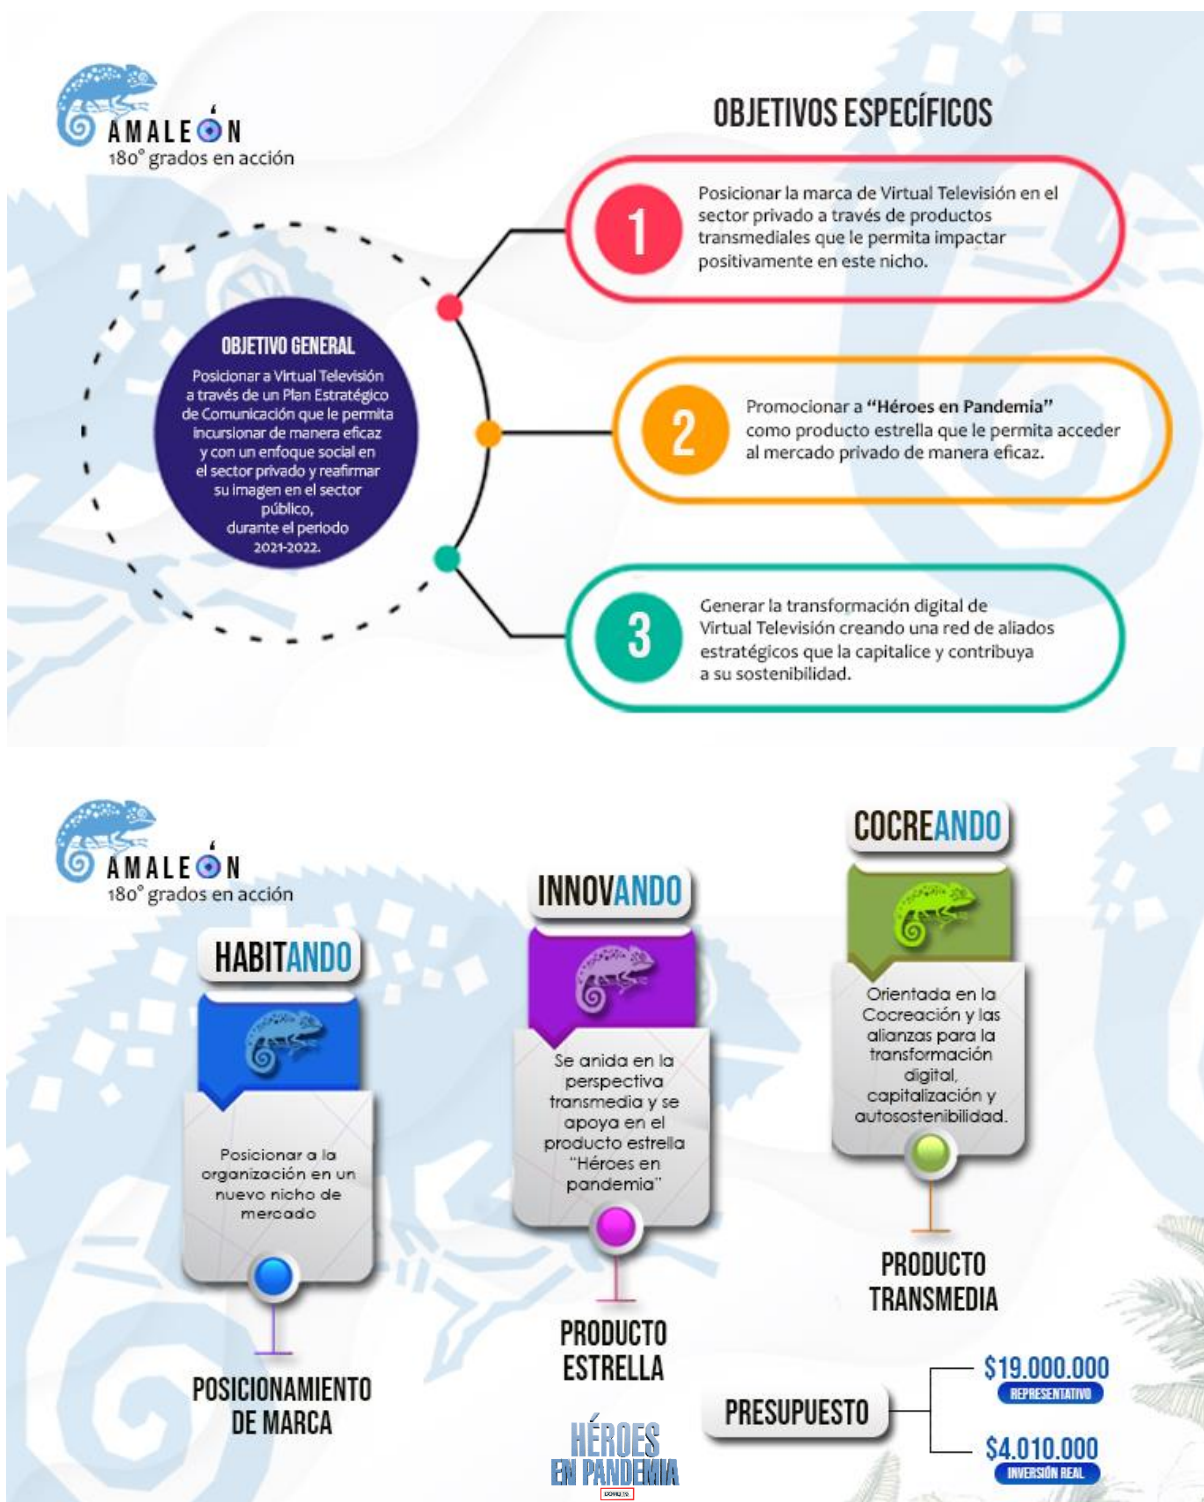 AMALEÓN
180° grados en acción
OBJETIVOS ESPECÍFICOS
OBJETIVO GENERAL
Posicionar a Virtual Televisión
a través de un Plan Estratégico
de Comunicación que le permita
incursionar de manera eficaz
y con un enfoque social en
el sector privado y reafirmar
su imagen en el sector
público,
durante el periodo
2021-2022.
1
Posicionar la marca de Virtual Televisión en el
sector privado a través de productos
transmediales que le permita impactar
positivamente en este nicho.
2
Promocionar a “Héroes en Pandemia”
como producto estrella que le permita acceder
al mercado privado de manera eficaz.
3
Generar la transformación digital de
Virtual Televisión creando una red de aliados
estratégicos que la capitalice y contribuya
a su sostenibilidad.
AMALEÓN
180° grados en acción
HABITANDO
Posicionar a la
organización en un
nuevo nicho de
mercado
POSICIONAMIENTO
DE MARCA
INNOVANDO
Se anida en la
perspectiva
transmedia y se
apoya en el
producto estrella
“Héroes en
pandemia”
PRODUCTO
ESTRELLA
HÉROES
EN PANDEMIA
COCREANDO
Orientada en la
Cocreación y las
alianzas para la
transformación
digital,
capitalización y
autosostenibilidad.
PRODUCTO
TRANSMEDIA
PRESUPUESTO
$19.000.000
REPRESENTATIVO
$4.010.000
INVERSIÓN REAL